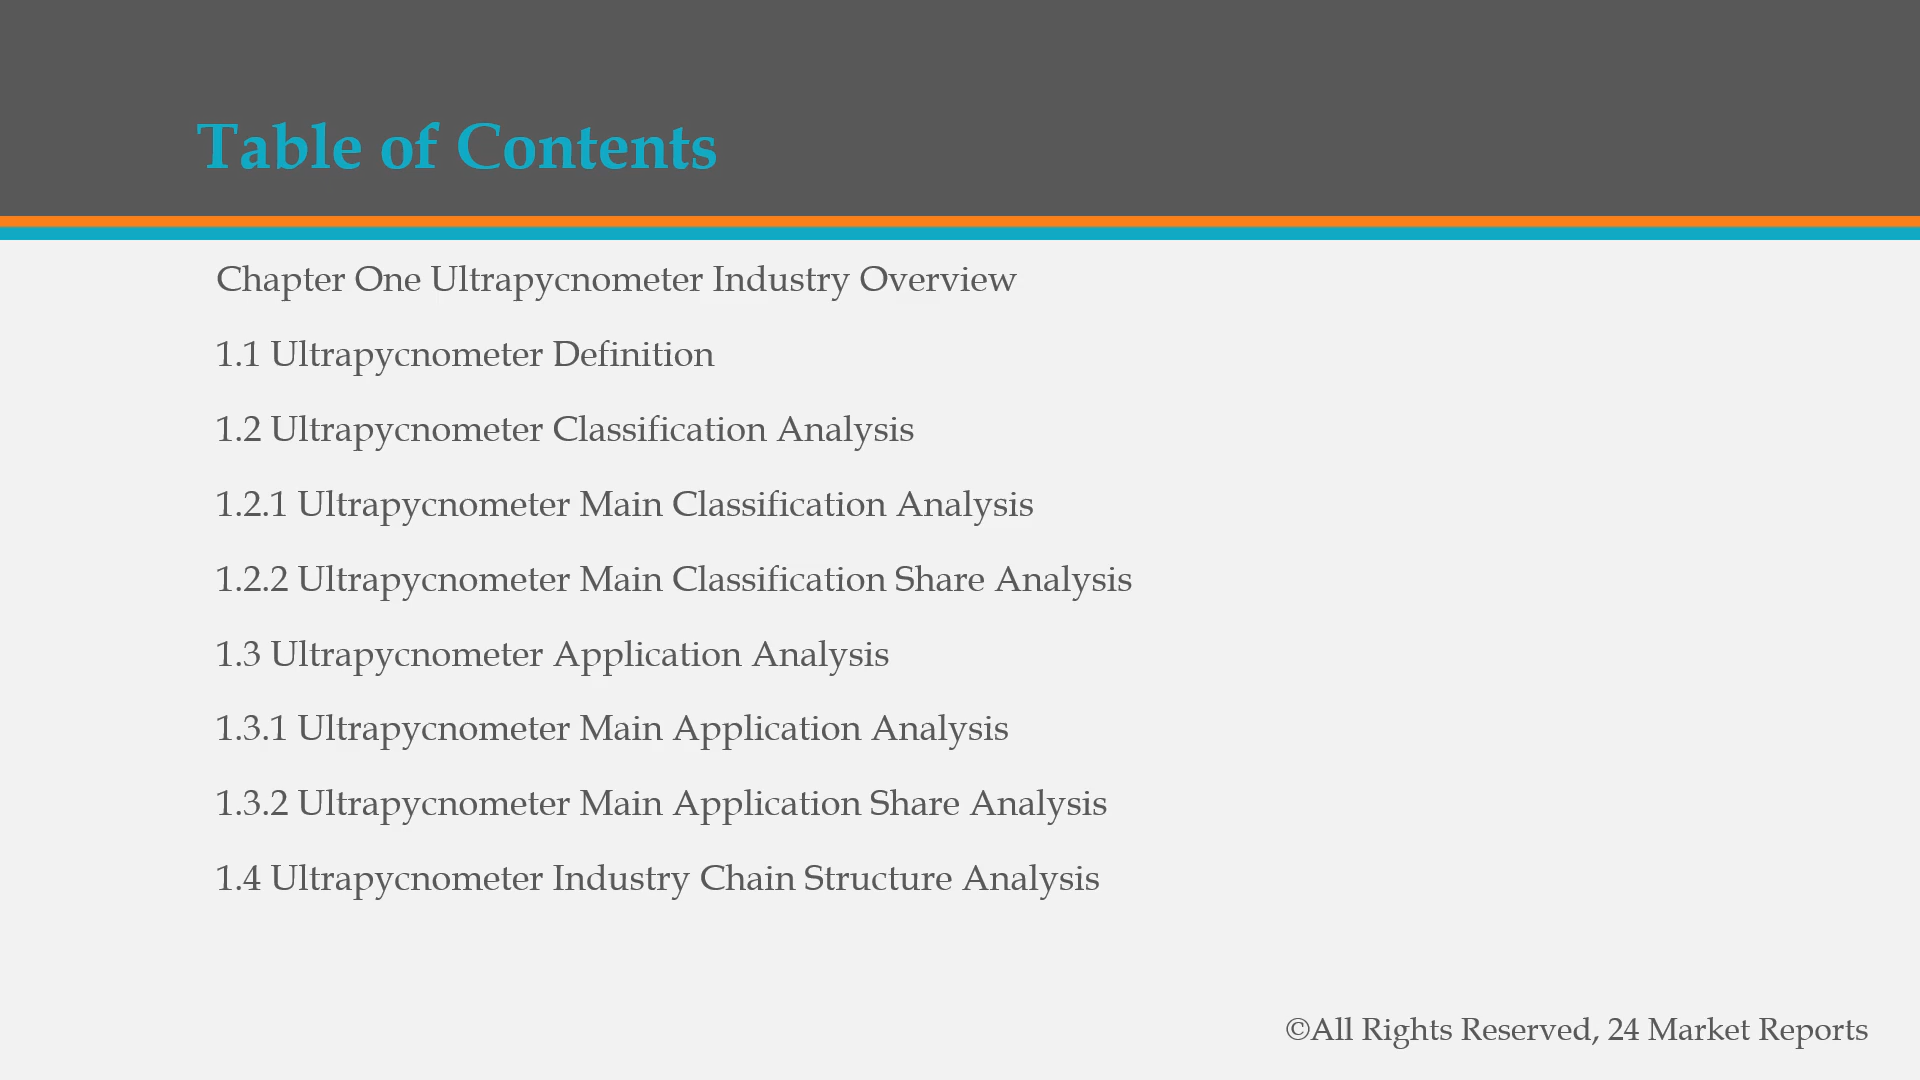 Table of Contents
Chapter One Ultrapycnometer Industry Overview
1.1 Ultrapycnometer Definition
1.2 Ultrapycnometer Classification Analysis
1.2.1 Ultrapycnometer Main Classification Analysis
1.2.2 Ultrapycnometer Main Classification Share Analysis
1.3 Ultrapycnometer Application Analysis
1.3.1 Ultrapycnometer Main Application Analysis
1.3.2 Ultrapycnometer Main Application Share Analysis
1.4 Ultrapycnometer Industry Chain Structure Analysis
©All Rights Reserved, 24 Market Reports